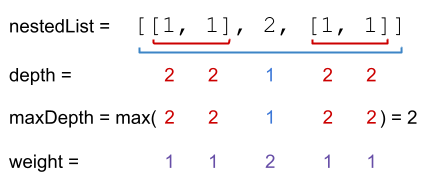 nestedList = [[1, 1], 2, [1, 1]]
depth = 2 2 1 2 2
maxDepth = max( 2 2 1 2 2 ) = 2
weight = 1 1 2 1 1